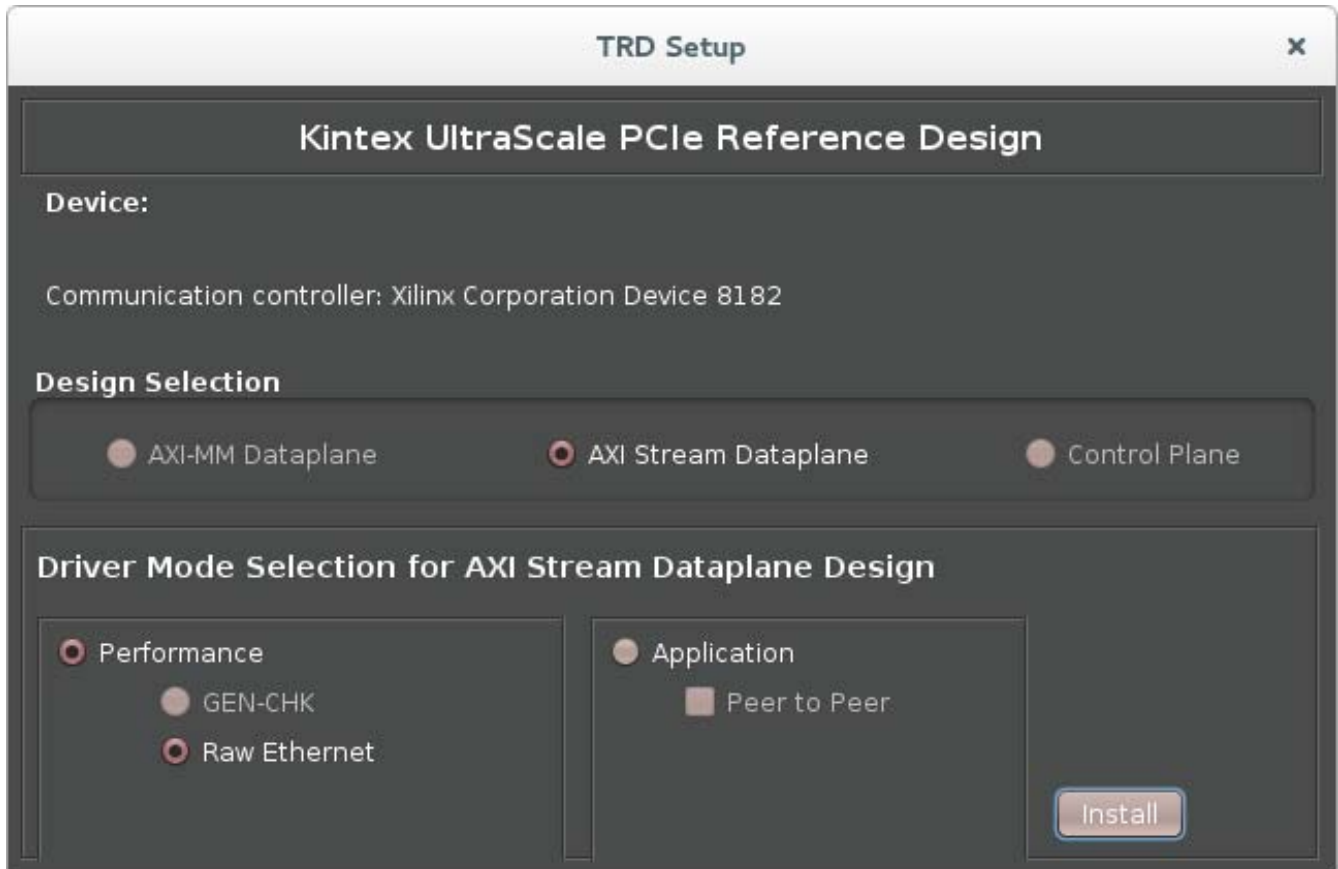 TRD Setup
×
Kintex UltraScale PCIe Reference Design
Device:
Communication controller: Xilinx Corporation Device 8182
Design Selection
AXI-MM Dataplane
AXI Stream Dataplane
Control Plane
Driver Mode Selection for AXI Stream Dataplane Design
Performance
GEN-CHK
Raw Ethernet
Application
Peer to Peer
Install